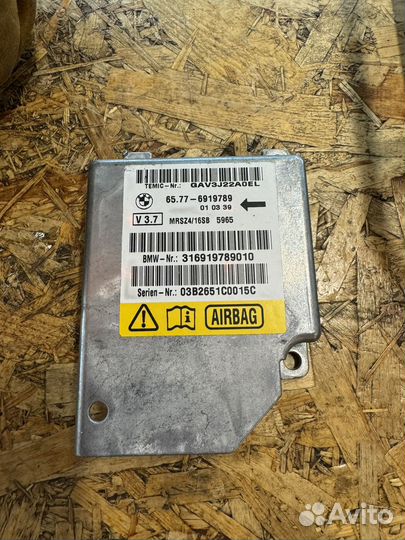 TEMIC-Nr.: GAV3J22A0EL
65.77-6919789
01 03 39
V 3.7 MRSZ4/16SB 5965
BMW-Nr.: 316919789010
Serien-Nr.: 03B2651C0015C
AIRBAG
Avito